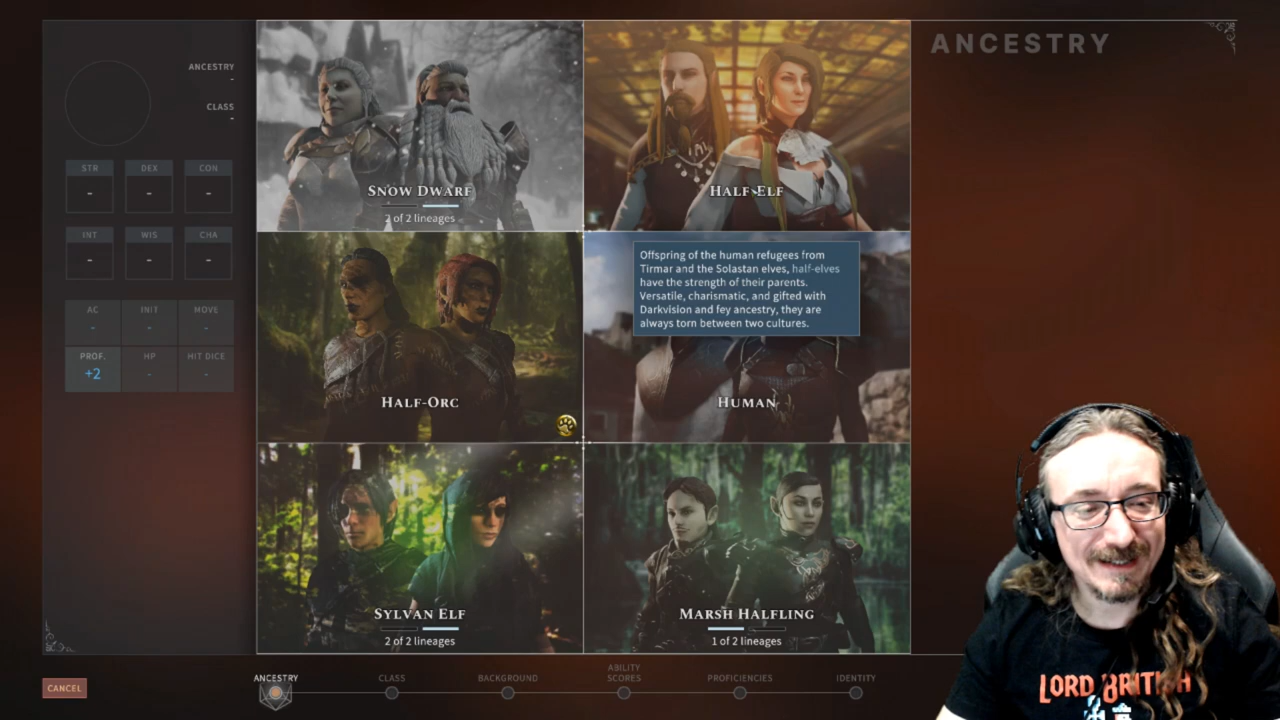 ANCESTRY
ANCESTRY
-
CLASS
-
STR
-
DEX
-
CON
-
INT
-
WIS
-
CHA
-
AC
-
INIT
-
MOVE
-
PROF.
+2
HP
-
HIT DICE
-
SNOW DWARF
2 of 2 lineages
HALF-ELF
Offspring of the human refugees from
Tirmar and the Solastan elves, half-elves
have the strength of their parents.
Versatile, charismatic, and gifted with
Darkvision and fey ancestry, they are
always torn between two cultures.
HALF-ORC
HUMAN
SYLVAN ELF
2 of 2 lineages
MARSH HALFLING
1 of 2 lineages
CANCEL
ANCESTRY
CLASS
BACKGROUND
ABILITY
SCORES
PROFICIENCIES
IDENTITY
LORD BRITISH